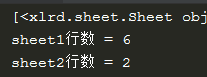 [<xlrd.sheet.Sheet obj
sheet1行数 = 6
sheet2行数 = 2